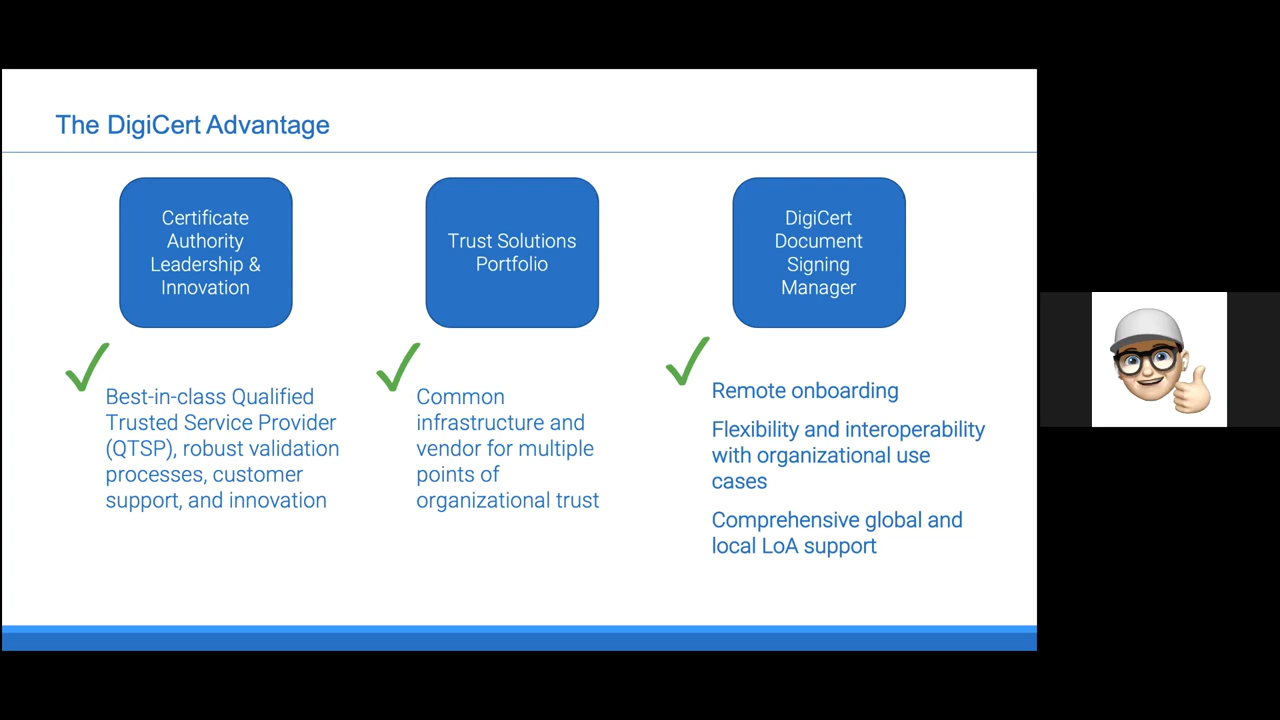 The DigiCert Advantage
Certificate
Authority
Leadership &
Innovation
Trust Solutions
Portfolio
DigiCert
Document
Signing
Manager
Best-in-class Qualified
Trusted Service Provider
(QTSP), robust validation
processes, customer
support, and innovation
Common
infrastructure and
vendor for multiple
points of
organizational trust
Remote onboarding
Flexibility and interoperability
with organizational use
cases
Comprehensive global and
local LoA support